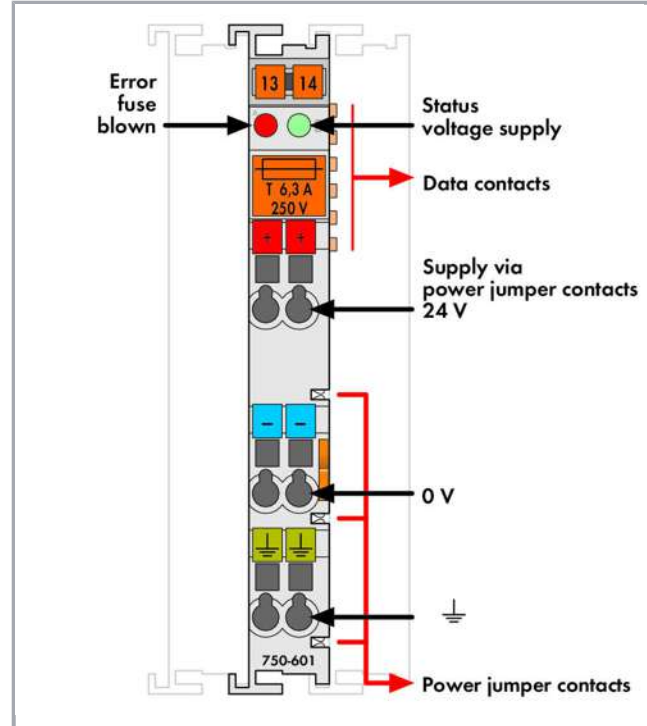 13 14
Error
fuse
blown
Status
voltage supply
Data contacts
T 6,3 A
250 V
+ +
Supply via
power jumper contacts
24 V
- -
0 V
750-601
Power jumper contacts